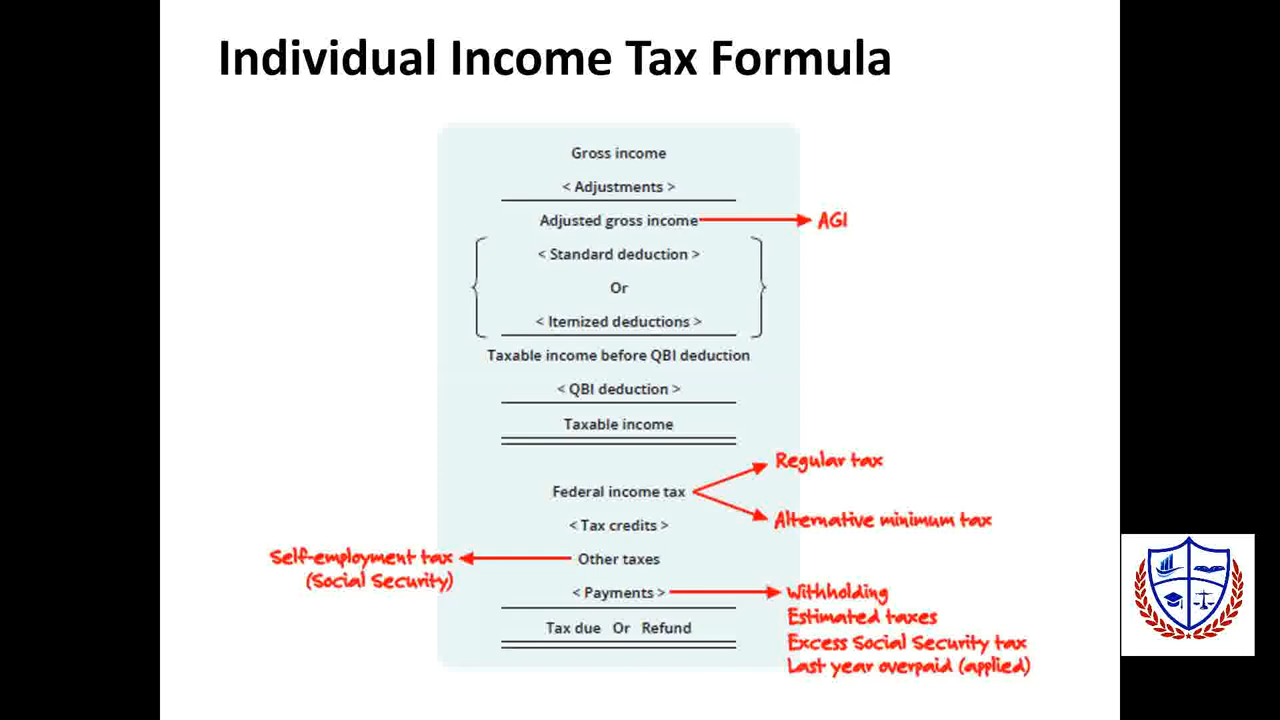 Individual Income Tax Formula
Gross income
< Adjustments >
Adjusted gross income
AGI
< Standard deduction >
Or
< Itemized deductions >
Taxable income before QBI deduction
< QBI deduction >
Taxable income
Regular tax
Federal income tax
Alternative minimum tax
< Tax credits >
Self-employment tax
(Social Security)
Other taxes
< Payments >
Withholding
Estimated taxes
Excess Social Security tax
Last year overpaid (applied)
Tax due Or Refund